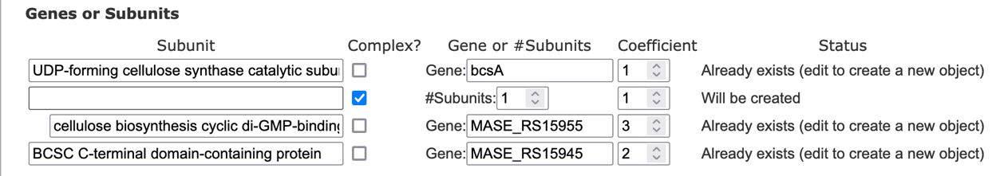 Genes or Subunits
Subunit Complex? Gene or #Subunits Coefficient Status
UDP-forming cellulose synthase catalytic Gene: bcsA 1 Already exists (edit to create a new object)
#Subunits: 1 1 Will be created
cellulose biosynthesis cyclic di-GMP-binding Gene: MASE_RS15955 3 Already exists (edit to create a new object)
BCSC C-terminal domain-containing protein Gene: MASE_RS15945 2 Already exists (edit to create a new object)